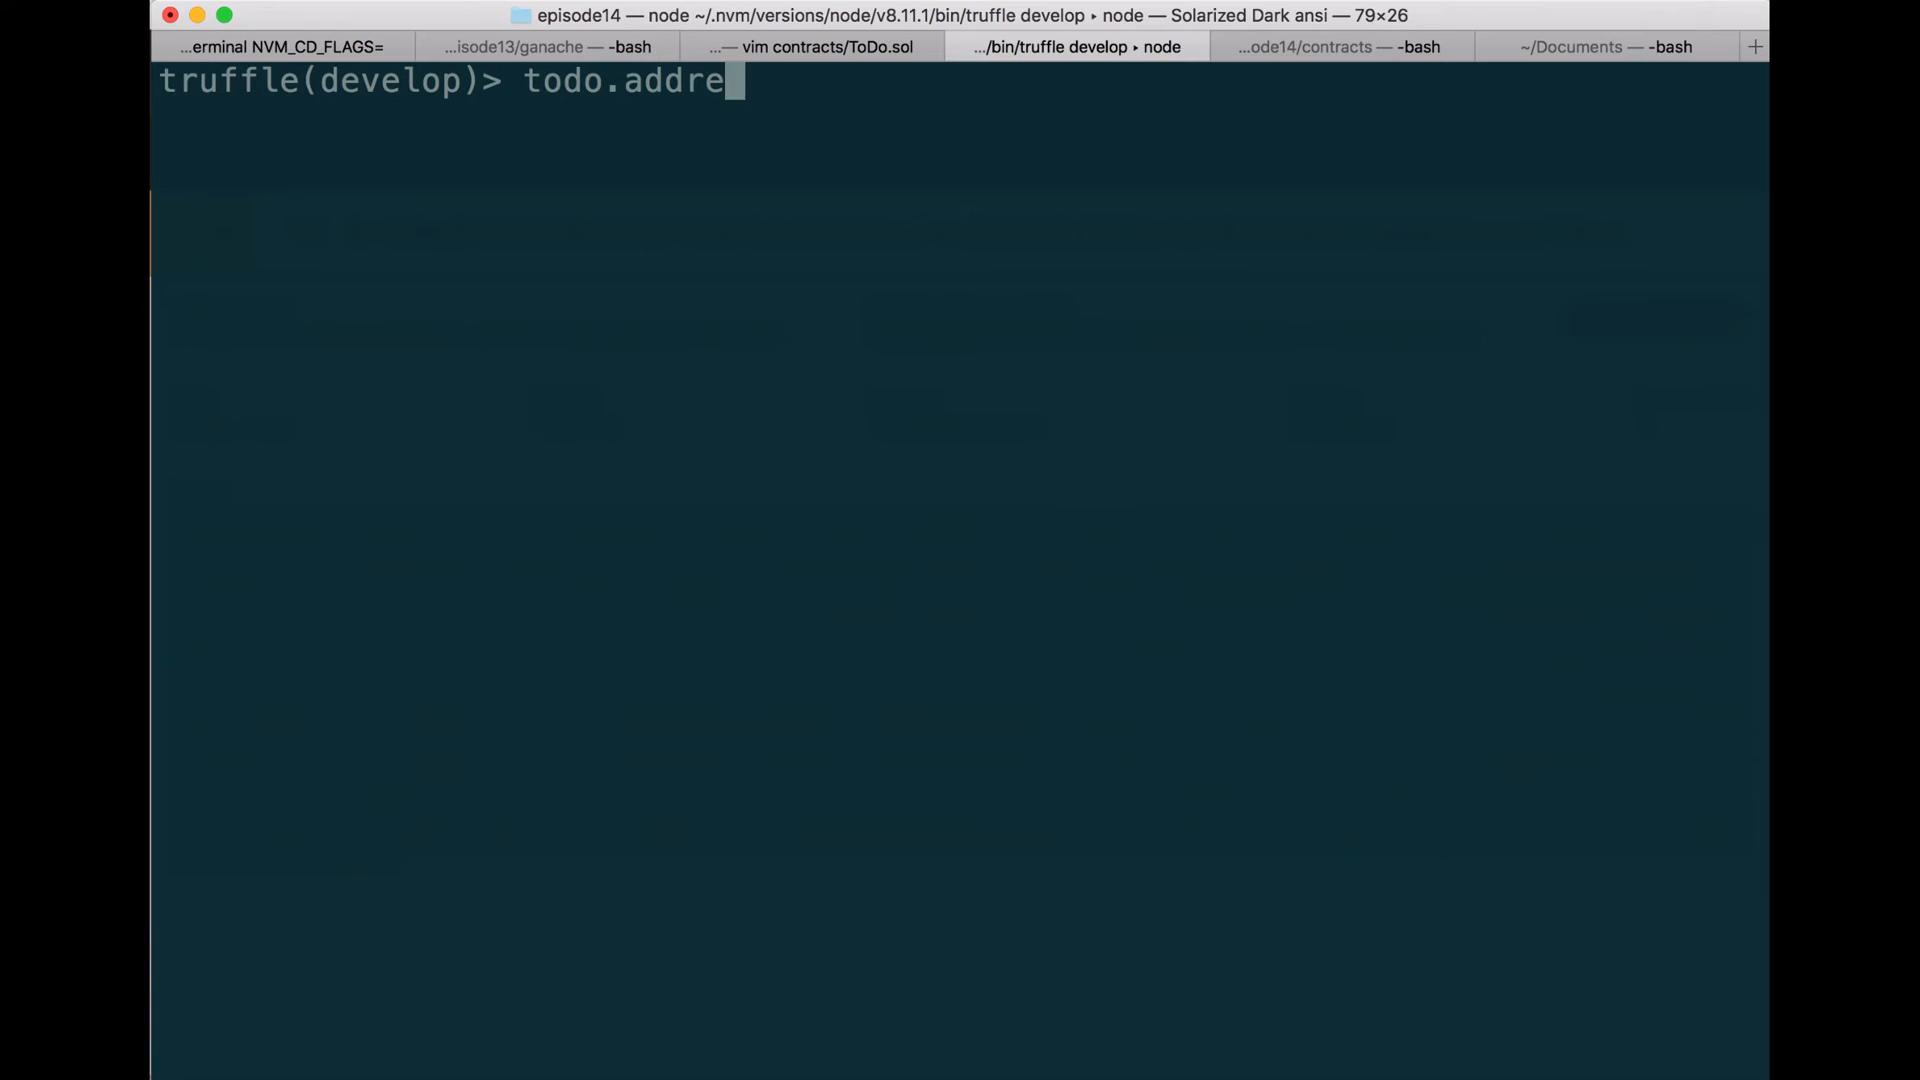 episode14 — node ~/.nvm/versions/node/v8.11.1/bin/truffle develop ▸ node — Solarized Dark ansi — 79×26
...erminal NVM_CD_FLAGS= ...isode13/ganache — -bash ...— vim contracts/ToDo.sol .../bin/truffle develop ▸ node ...ode14/contracts — -bash ~/Documents — -bash +
truffle(develop)> todo.addre